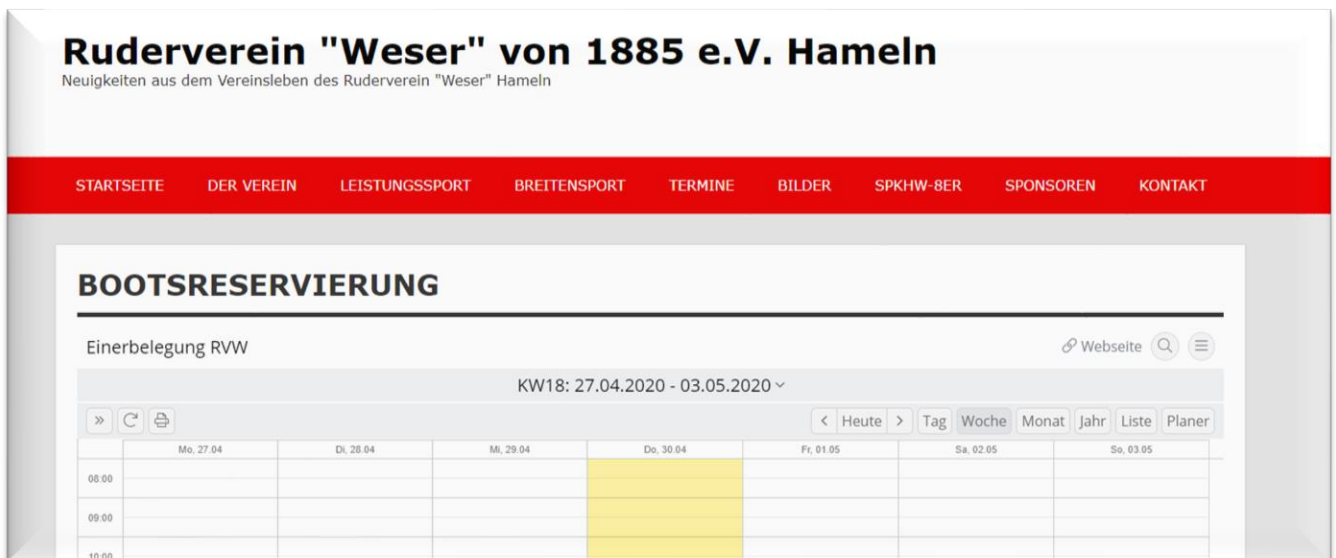 Ruderverein "Weser" von 1885 e.V. Hameln
Neuigkeiten aus dem Vereinsleben des Ruderverein "Weser" Hameln
STARTSEITE DER VEREIN LEISTUNGSSPORT BREITENSPORT TERMINE BILDER SPKHW-8ER SPONSOREN KONTAKT
BOOTSRESERVIERUNG
Einerbelegung RVW Webseite
KW18: 27.04.2020 - 03.05.2020
Heute Tag Woche Monat Jahr Liste Planer
Mo, 27.04 Di, 28.04 Mi, 29.04 Do, 30.04 Fr, 01.05 Sa, 02.05 So, 03.05
08:00
09:00
10:00